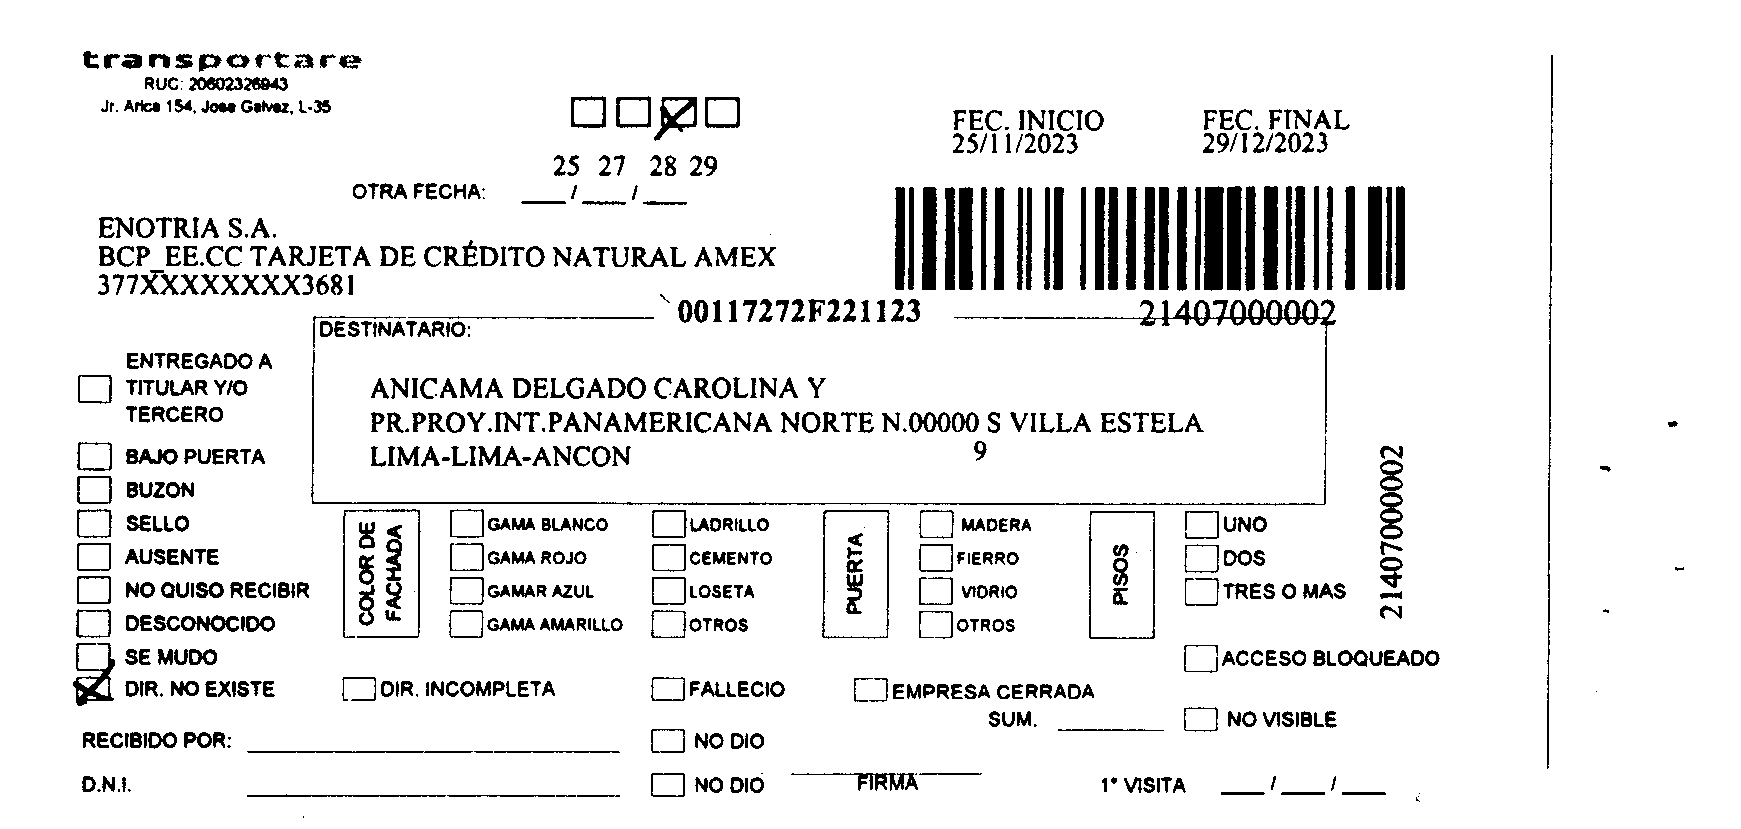 transportare
RUC: 20602326943
Jr. Arica 154, Jose Galvez, L-35
FEC. INICIO FEC. FINAL
25/11/2023 29/12/2023
25 27 28 29
OTRA FECHA: ___/___/___
ENOTRIA S.A.
BCP_EE.CC TARJETA DE CRÉDITO NATURAL AMEX
377XXXXXXXX3681
00117272F221123 21407000002
DESTINATARIO:
ANICAMA DELGADO CAROLINA Y
PR.PROY.INT.PANAMERICANA NORTE N.00000 S VILLA ESTELA
LIMA-LIMA-ANCON 9
21407000002
ENTREGADO A
TITULAR Y/O
TERCERO
BAJO PUERTA
BUZON
SELLO
AUSENTE
NO QUISO RECIBIR
DESCONOCIDO
SE MUDO
DIR. NO EXISTE
COLOR DE
FACHADA
GAMA BLANCO
GAMA ROJO
GAMAR AZUL
GAMA AMARILLO
LADRILLO
CEMENTO
LOSETA
OTROS
PUERTA
MADERA
FIERRO
VIDRIO
OTROS
PISOS
UNO
DOS
TRES O MAS
ACCESO BLOQUEADO
DIR. INCOMPLETA
FALLECIO
EMPRESA CERRADA
SUM. ________
NO VISIBLE
RECIBIDO POR: ________ NO DIO
D.N.I. ________ NO DIO
FIRMA
1° VISITA ___/___/___